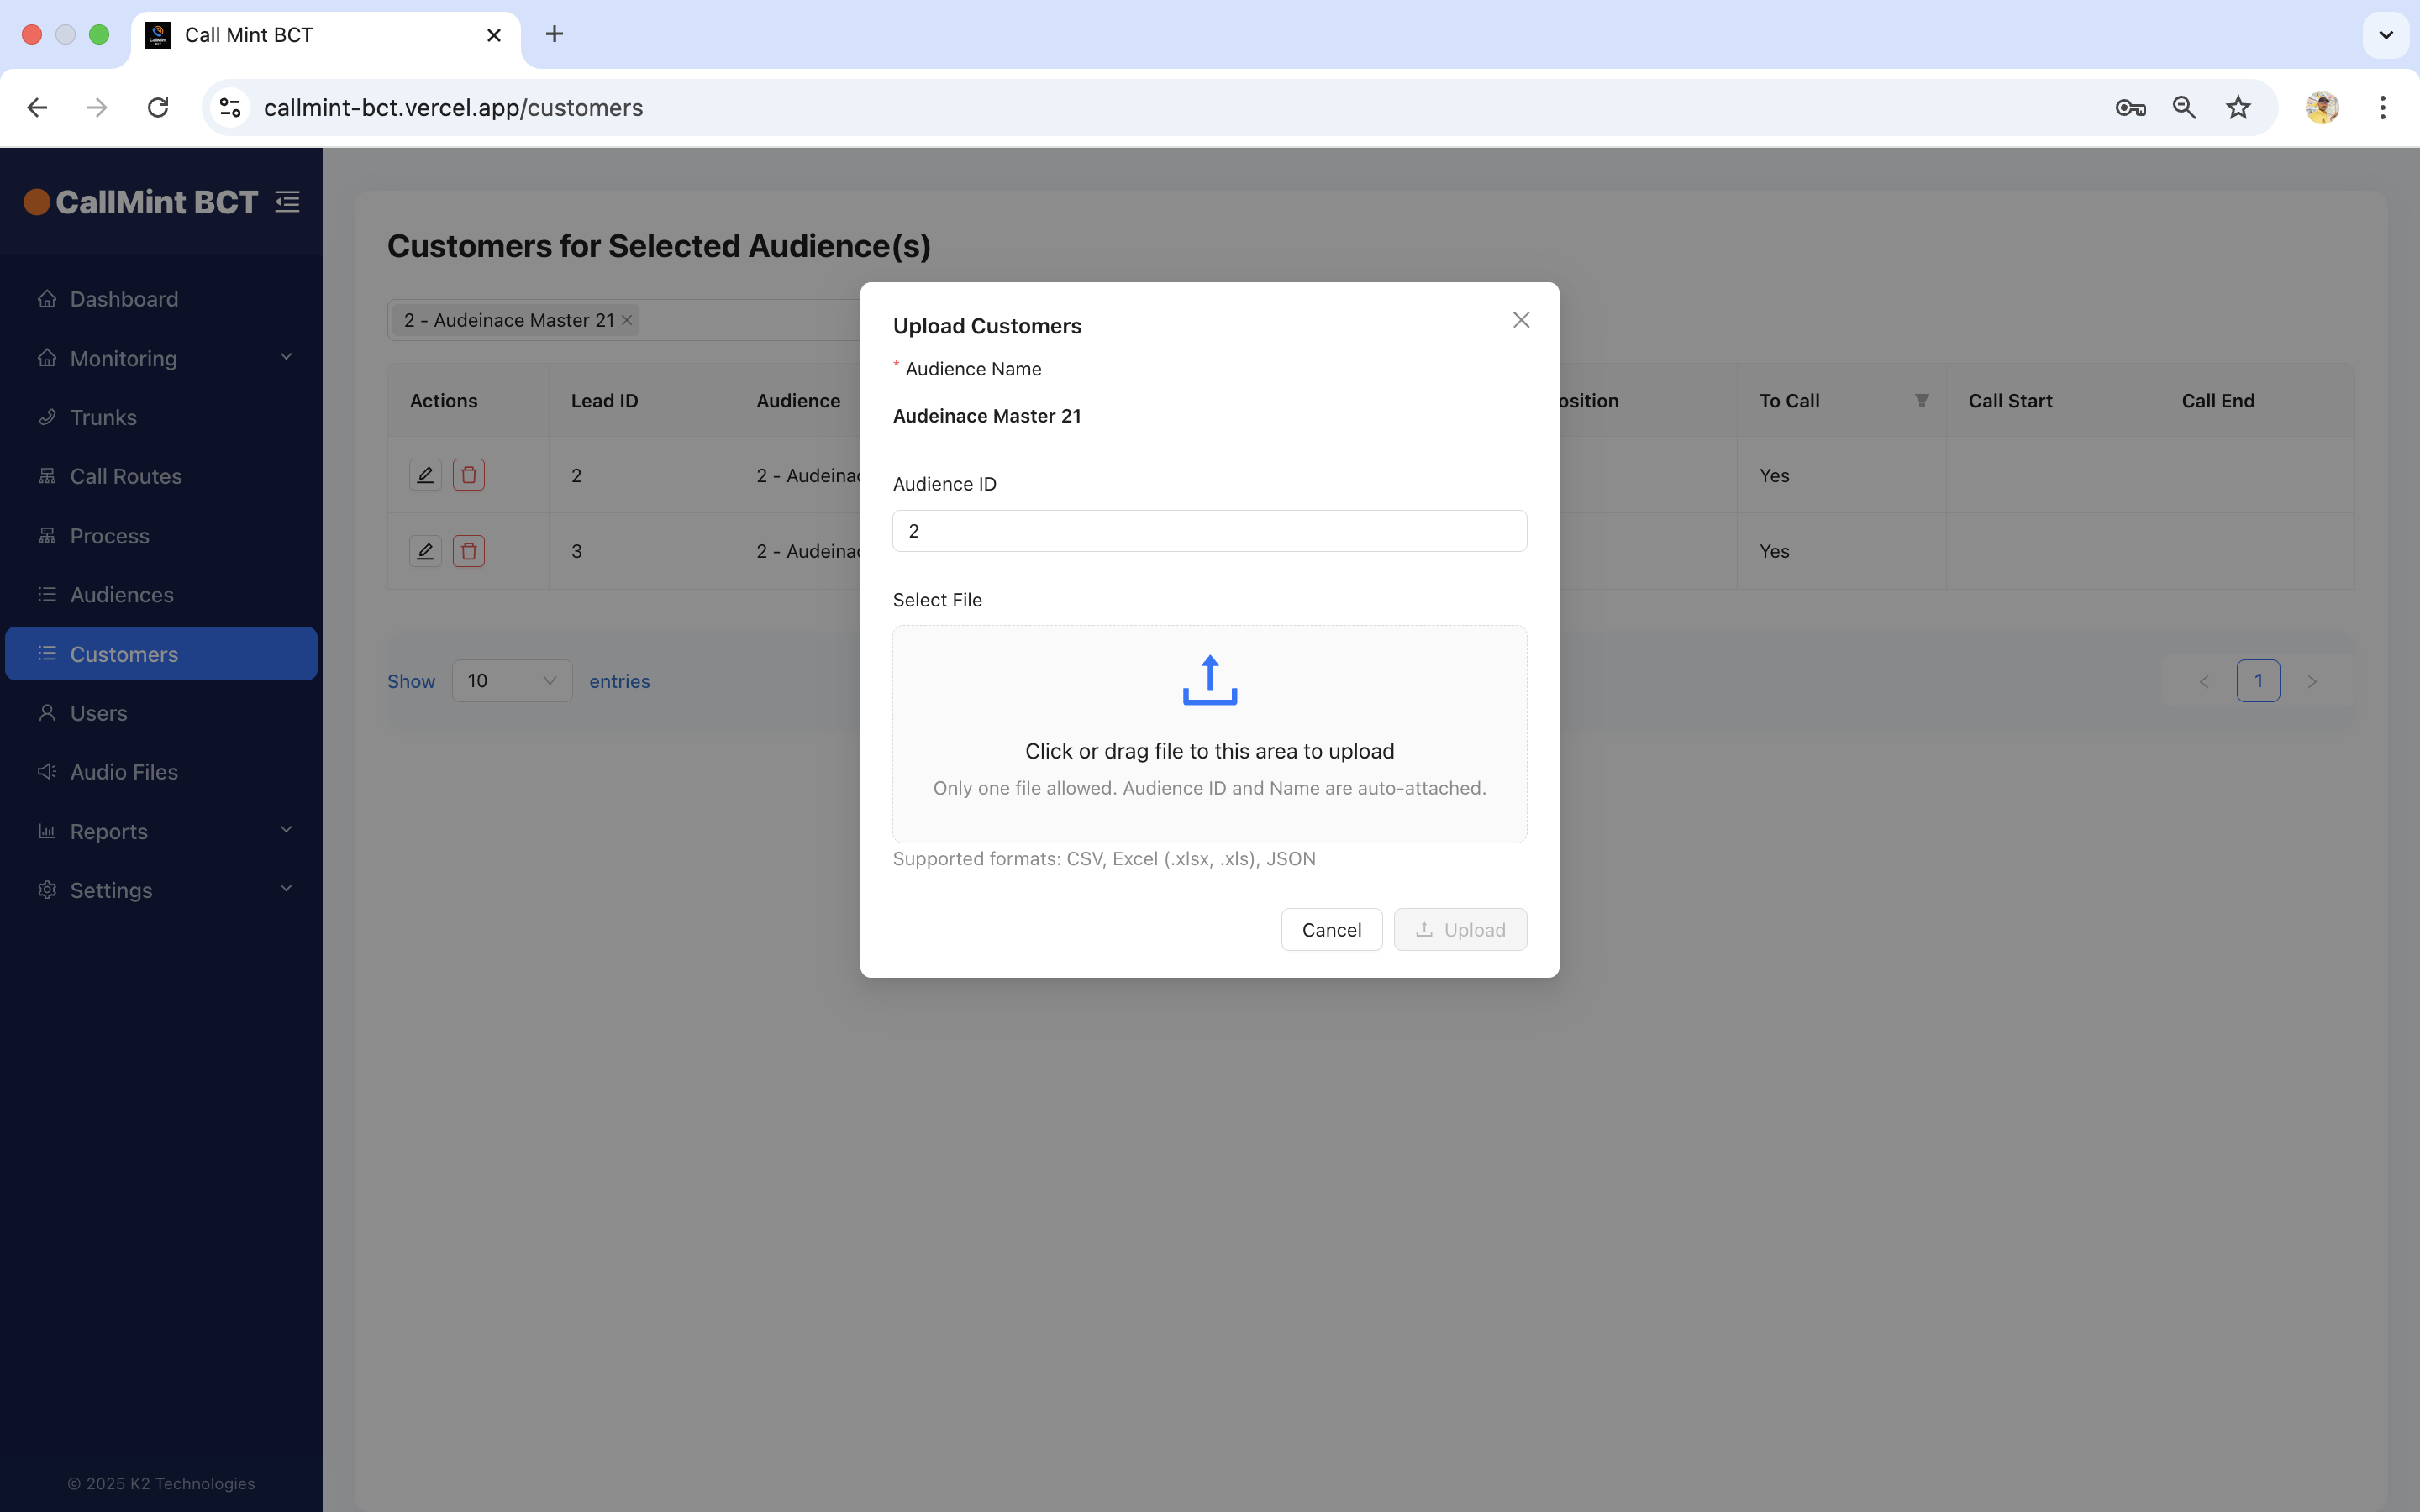 Call Mint BCT
callmint-bct.vercel.app/customers
CallMint BCT
Dashboard
Monitoring
Trunks
Call Routes
Process
Audiences
Customers
Users
Audio Files
Reports
Settings
© 2025 K2 Technologies
Customers for Selected Audience(s)
2 - Audeinace Master 21
Actions Lead ID Audience osition To Call Call Start Call End
2 2 - Audeinac Yes
3 2 - Audeinac Yes
Show 10 entries
1
Upload Customers
* Audience Name
Audeinace Master 21
Audience ID
2
Select File
Click or drag file to this area to upload
Only one file allowed. Audience ID and Name are auto-attached.
Supported formats: CSV, Excel (.xlsx, .xls), JSON
Cancel Upload